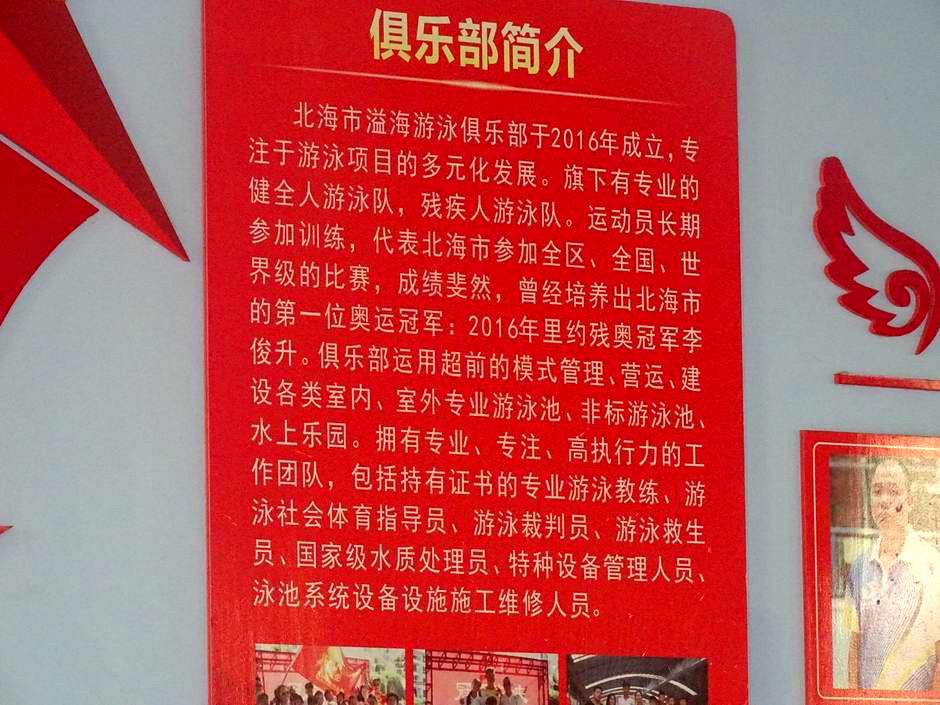 俱乐部简介
北海市溢海游泳俱乐部于2016年成立,专
注于游泳项目的多元化发展。旗下有专业的
健全人游泳队，残疾人游泳队。运动员长期
参加训练，代表北海市参加全区、全国、世
界级的比赛，成绩斐然，曾经培养出北海市
的第一位奥运冠军：2016年里约残奥冠军李
俊升。俱乐部运用超前的模式管理、营运、建
设各类室内、室外专业游泳池、非标游泳池、
水上乐园。拥有专业、专注、高执行力的工
作团队，包括持有证书的专业游泳教练、游
泳社会体育指导员、游泳裁判员、游泳救生
员、国家级水质处理员、特种设备管理人员、
泳池系统设备设施施工维修人员。